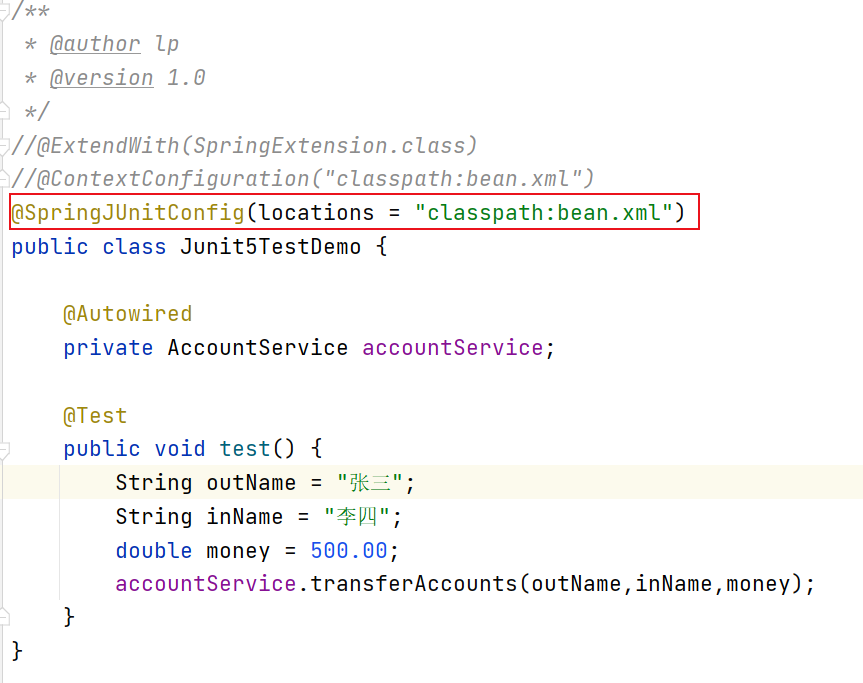 /**
 * @author lp
 * @version 1.0
 */
//@ExtendWith(SpringExtension.class)
//@ContextConfiguration("classpath:bean.xml")
@SpringJUnitConfig(locations = "classpath:bean.xml")
public class Junit5TestDemo {
@Autowired
private AccountService accountService;
@Test
public void test() {
String outName = "张三";
String inName = "李四";
double money = 500.00;
accountService.transferAccounts(outName,inName,money);
}
}